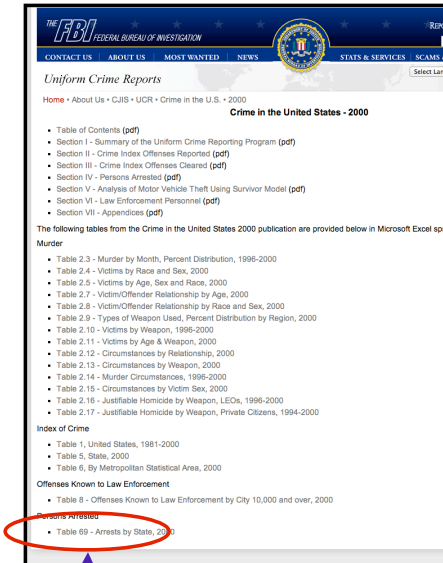 THE FBI FEDERAL BUREAU OF INVESTIGATION
CONTACT US ABOUT US MOST WANTED NEWS STATS & SERVICES SCAMS
Uniform Crime Reports
Select
Home • About Us • CJIS • UCR • Crime in the U.S. • 2000
Crime in the United States - 2000
Table of Contents (pdf)
Section I - Summary of the Uniform Crime Reporting Program (pdf)
Section II - Crime Index Offenses Reported (pdf)
Section III - Crime Index Offenses Cleared (pdf)
Section IV - Persons Arrested (pdf)
Section V - Analysis of Motor Vehicle Theft Using Survivor Model (pdf)
Section VI - Law Enforcement Personnel (pdf)
Section VII - Appendices (pdf)
The following tables from the Crime in the United States 2000 publication are provided below in Microsoft Excel
Murder
Table 2.3 - Murder by Month, Percent Distribution, 1996-2000
Table 2.4 - Victims by Race and Sex, 2000
Table 2.5 - Victims by Age, Sex and Race, 2000
Table 2.7 - Victim/Offender Relationship by Age, 2000
Table 2.8 - Victim/Offender Relationship by Race and Sex, 2000
Table 2.9 - Types of Weapon Used, Percent Distribution by Region, 2000
Table 2.10 - Victims by Weapon, 1996-2000
Table 2.11 - Victims by Age & Weapon, 2000
Table 2.12 - Circumstances by Relationship, 2000
Table 2.13 - Circumstances by Weapon, 2000
Table 2.14 - Murder Circumstances, 1996-2000
Table 2.15 - Circumstances by Victim Sex, 2000
Table 2.16 - Justifiable Homicide by Weapon, LEOs, 1996-2000
Table 2.17 - Justifiable Homicide by Weapon, Private Citizens, 1994-2000
Index of Crime
Table 1, United States, 1981-2000
Table 5, State, 2000
Table 6, By Metropolitan Statistical Area, 2000
Offenses Known to Law Enforcement
Table 8 - Offenses Known to Law Enforcement by City 10,000 and over, 2000
Persons Arrested
Table 69 - Arrests by State, 2000